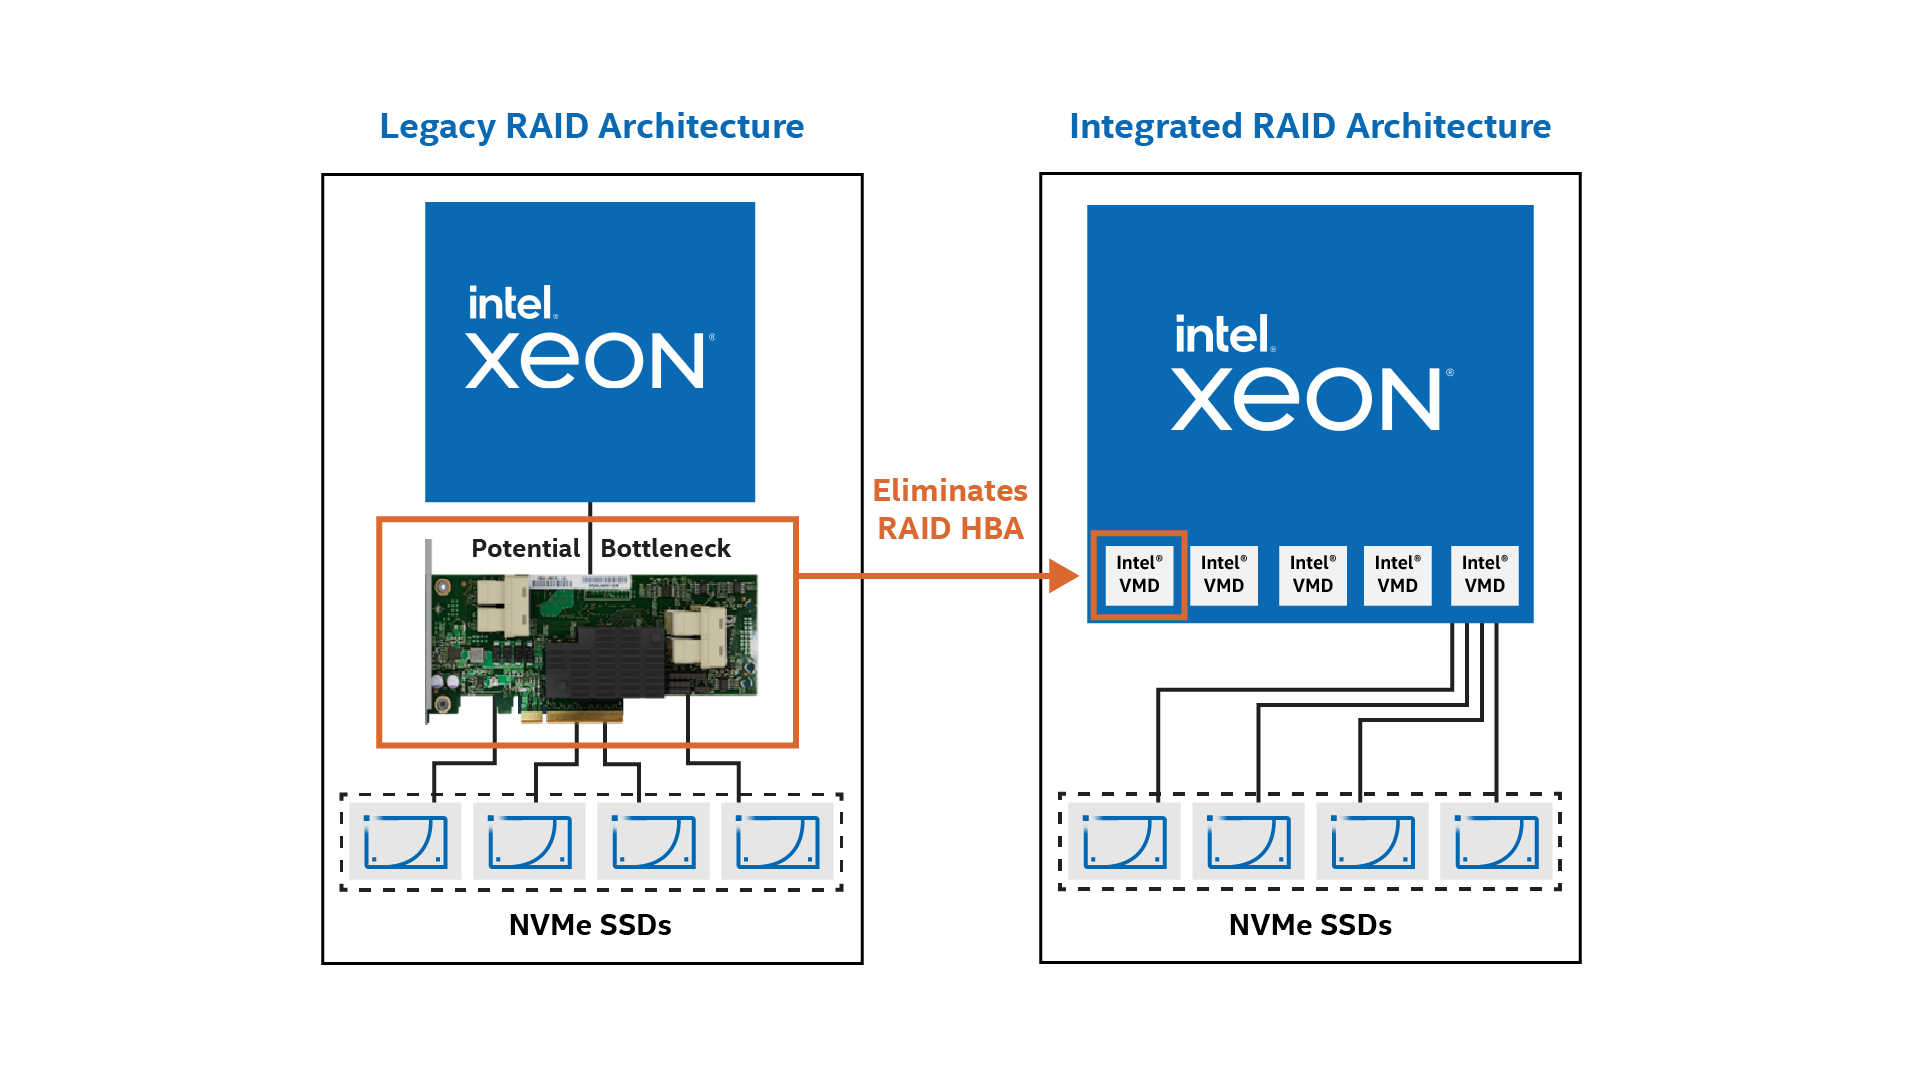 Legacy RAID Architecture
intel®
xeon®
Potential Bottleneck
NVMe SSDs
Eliminates
RAID HBA
Integrated RAID Architecture
intel®
xeon®
Intel®
VMD
Intel®
VMD
Intel®
VMD
Intel®
VMD
Intel®
VMD
NVMe SSDs